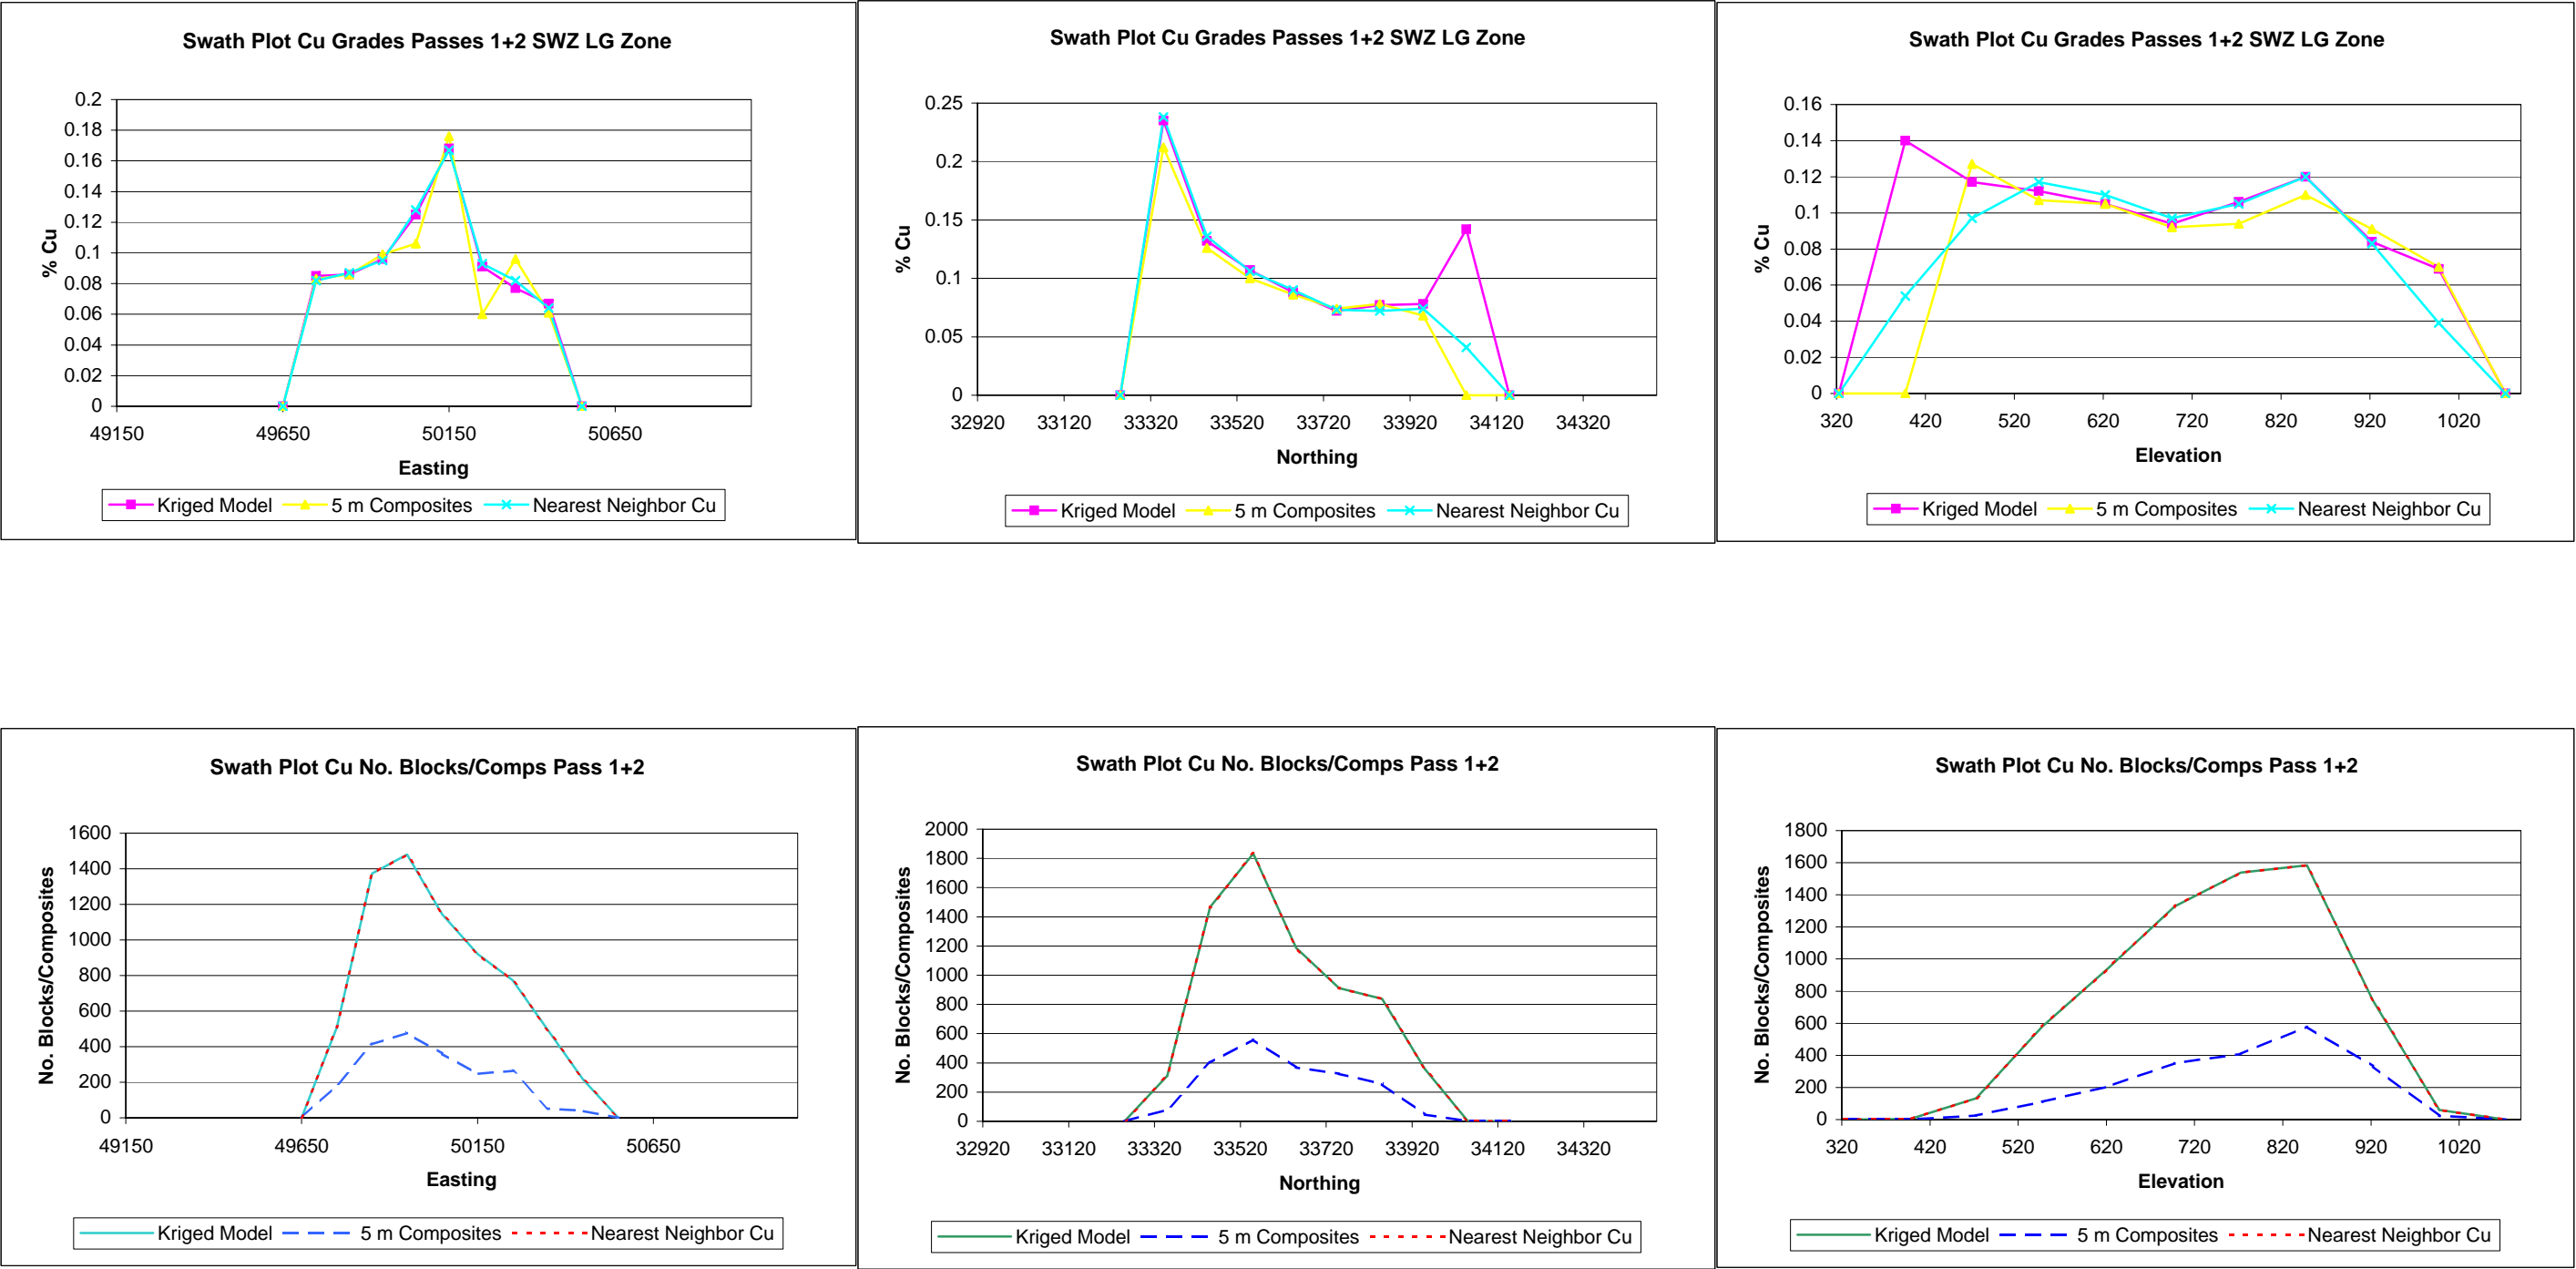 Swath Plot Cu Grades Passes 1+2 SWZ LG Zone
0.2
0.18
0.16
0.14
0.12
0.1
0.08
0.06
0.04
0.02
0
% Cu
49150 49650 50150 50650
Easting
Kriged Model 5 m Composites Nearest Neighbor Cu
Swath Plot Cu Grades Passes 1+2 SWZ LG Zone
0.25
0.2
0.15
0.1
0.05
0
% Cu
32920 33120 33320 33520 33720 33920 34120 34320
Northing
Kriged Model 5 m Composites Nearest Neighbor Cu
Swath Plot Cu Grades Passes 1+2 SWZ LG Zone
0.16
0.14
0.12
0.1
0.08
0.06
0.04
0.02
0
% Cu
320 420 520 620 720 820 920 1020
Elevation
Kriged Model 5 m Composites Nearest Neighbor Cu
Swath Plot Cu No. Blocks/Comps Pass 1+2
1600
1400
1200
1000
800
600
400
200
0
No. Blocks/Composites
49150 49650 50150 50650
Easting
Kriged Model 5 m Composites Nearest Neighbor Cu
Swath Plot Cu No. Blocks/Comps Pass 1+2
2000
1800
1600
1400
1200
1000
800
600
400
200
0
No. Blocks/Composites
32920 33120 33320 33520 33720 33920 34120 34320
Northing
Kriged Model 5 m Composites Nearest Neighbor Cu
Swath Plot Cu No. Blocks/Comps Pass 1+2
1800
1600
1400
1200
1000
800
600
400
200
0
No. Blocks/Composites
320 420 520 620 720 820 920 1020
Elevation
Kriged Model 5 m Composites Nearest Neighbor Cu